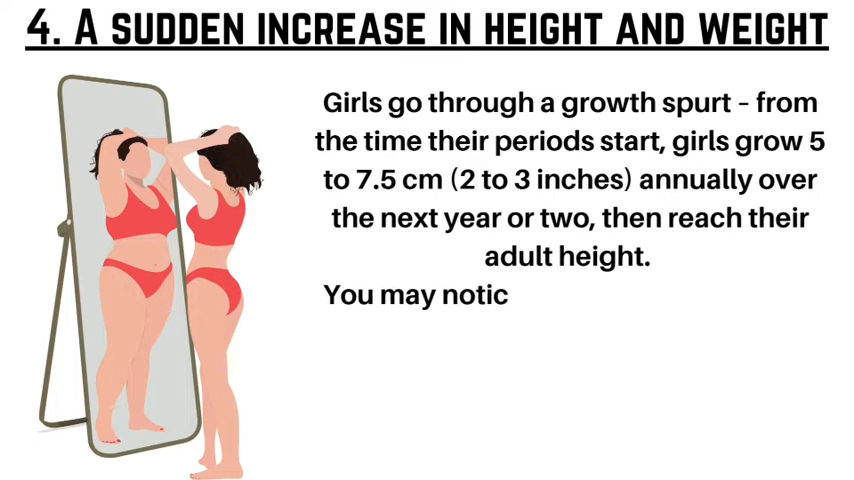 4. A SUDDEN INCREASE IN HEIGHT AND WEIGHT
Girls go through a growth spurt – from
the time their periods start, girls grow 5
to 7.5 cm (2 to 3 inches) annually over
the next year or two, then reach their
adult height.
You may notic